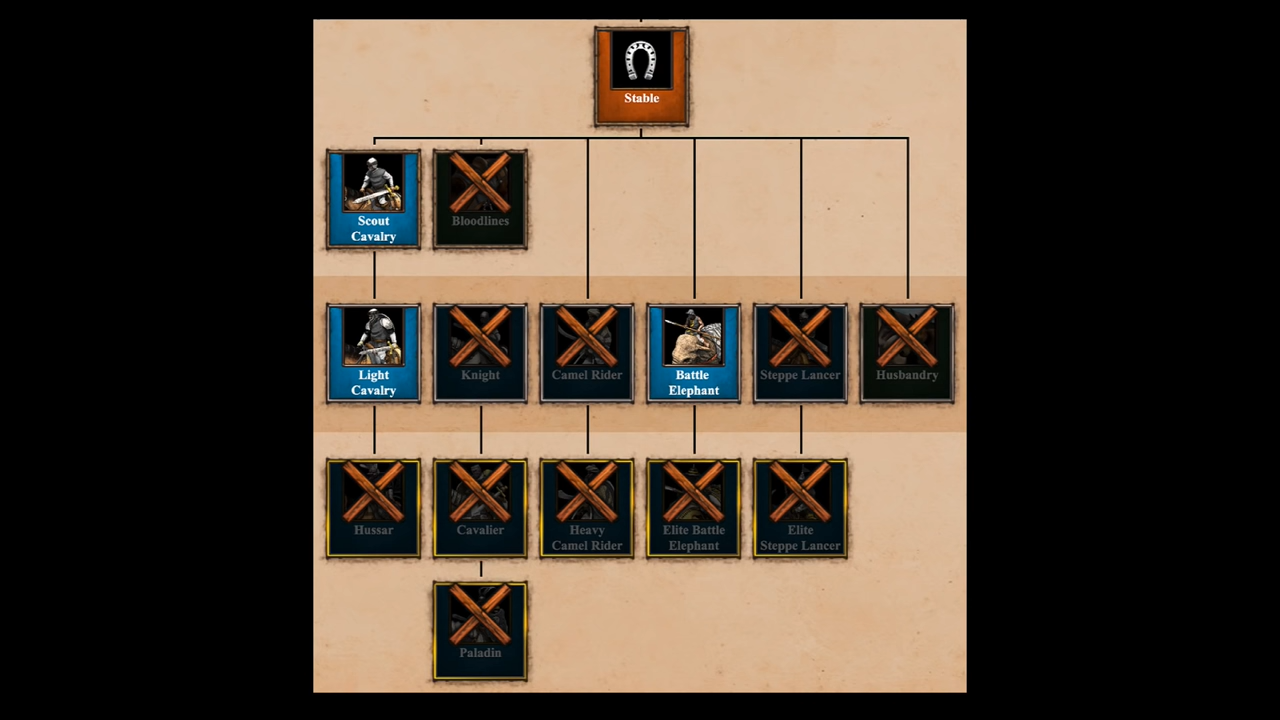 Stable
Scout
Cavalry
Bloodlines
Light
Cavalry
Knight
Camel Rider
Battle
Elephant
Steppe Lancer
Husbandry
Hussar
Cavalier
Heavy
Camel Rider
Elite Battle
Elephant
Elite
Steppe Lancer
Paladin